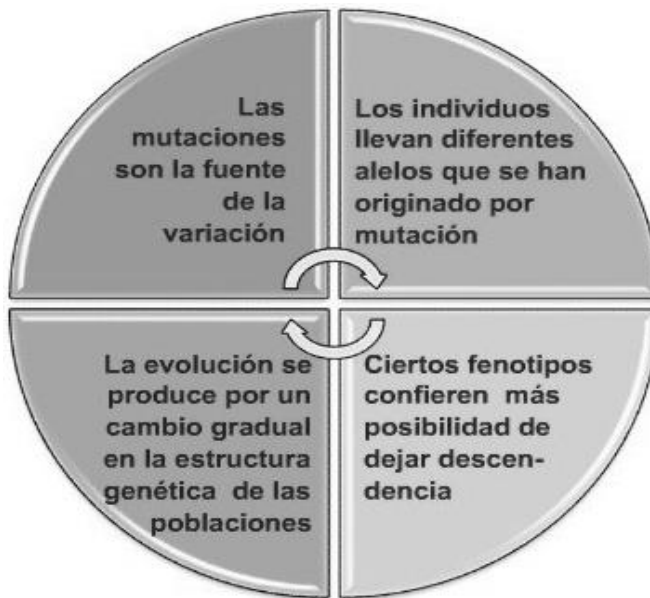 Las
mutaciones
son la fuente
de la
variación
Los individuos
llevan diferentes
alelos que se han
originado por
mutación
La evolución se
produce por un
cambio gradual
en la estructura
genética de las
poblaciones
Ciertos fenotipos
confieren más
posibilidad de
dejar descen-
dencia